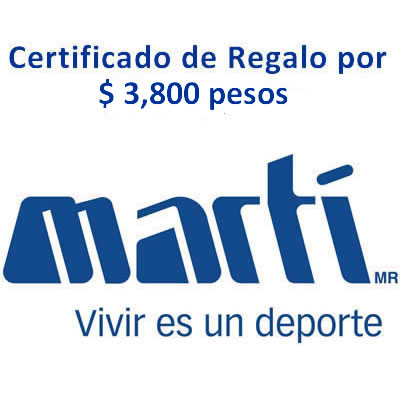 Certificado de Regalo por
$ 3,800 pesos
martí
MR
Vivir es un deporte